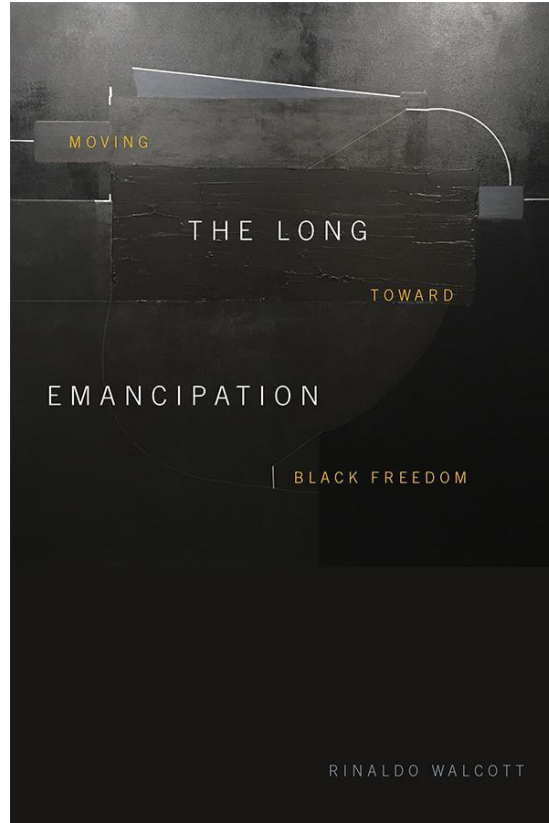 MOVING
THE LONG
TOWARD
EMANCIPATION
BLACK FREEDOM
RINALDO WALCOTT